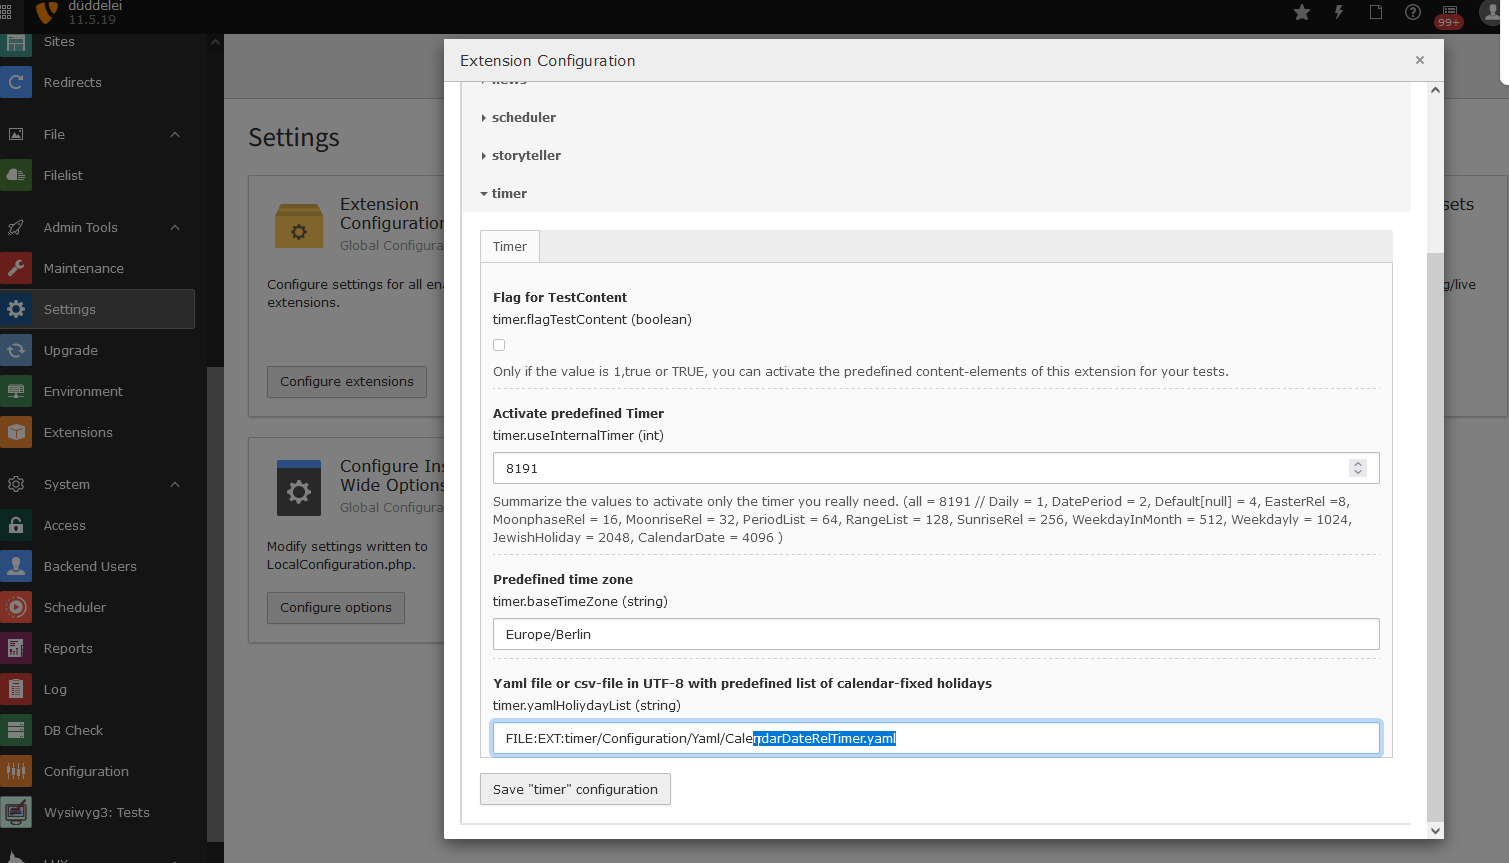 düddelei
11.5.19
99+
Sites
Redirects
File
Filelist
Admin Tools
Maintenance
Settings
Upgrade
Environment
Extensions
System
Access
Backend Users
Scheduler
Reports
Log
DB Check
Configuration
Wysiwyg3: Tests
LUX
Settings
Extension
Configuration
Global Configura
Configure settings for all en
extensions.
Configure extensions
Configure Ins
Wide Options
Global Configura
Modify settings written to
LocalConfiguration.php.
Configure options
sets
g/live
Extension Configuration
×
news
scheduler
storyteller
timer
Timer
Flag for TestContent
timer.flagTestContent (boolean)
Only if the value is 1,true or TRUE, you can activate the predefined content-elements of this extension for your tests.
Activate predefined Timer
timer.useInternalTimer (int)
8191
Summarize the values to activate only the timer you really need. (all = 8191 // Daily = 1, DatePeriod = 2, Default[null] = 4, EasterRel =8,
MoonphaseRel = 16, MoonriseRel = 32, PeriodList = 64, RangeList = 128, SunriseRel = 256, WeekdayInMonth = 512, Weekdayly = 1024,
JewishHoliday = 2048, CalendarDate = 4096 )
Predefined time zone
timer.baseTimeZone (string)
Europe/Berlin
Yaml file or csv-file in UTF-8 with predefined list of calendar-fixed holidays
timer.yamlHoliydayList (string)
FILE:EXT:timer/Configuration/Yaml/CalendarDateRelTimer.yaml
Save "timer" configuration